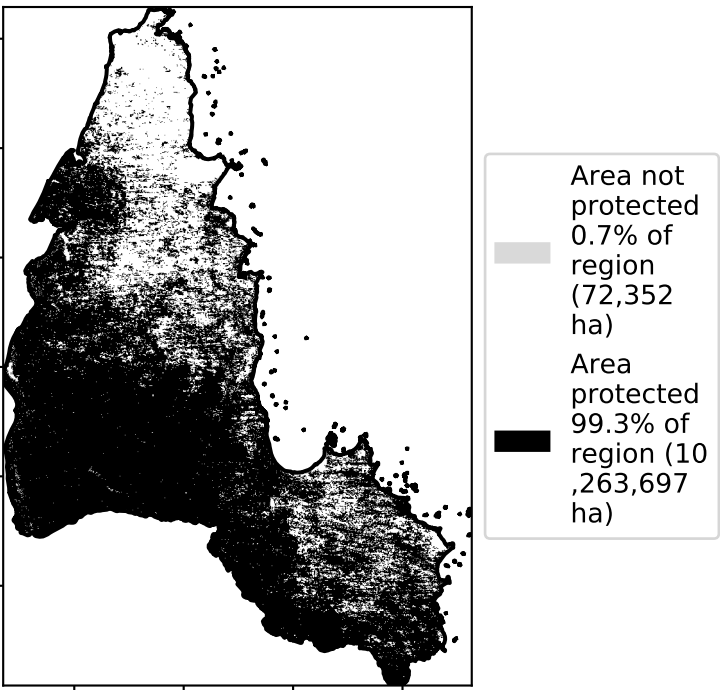 Area not
protected
0.7% of
region
(72,352
ha)
Area
protected
99.3% of
region (10
,263,697
ha)